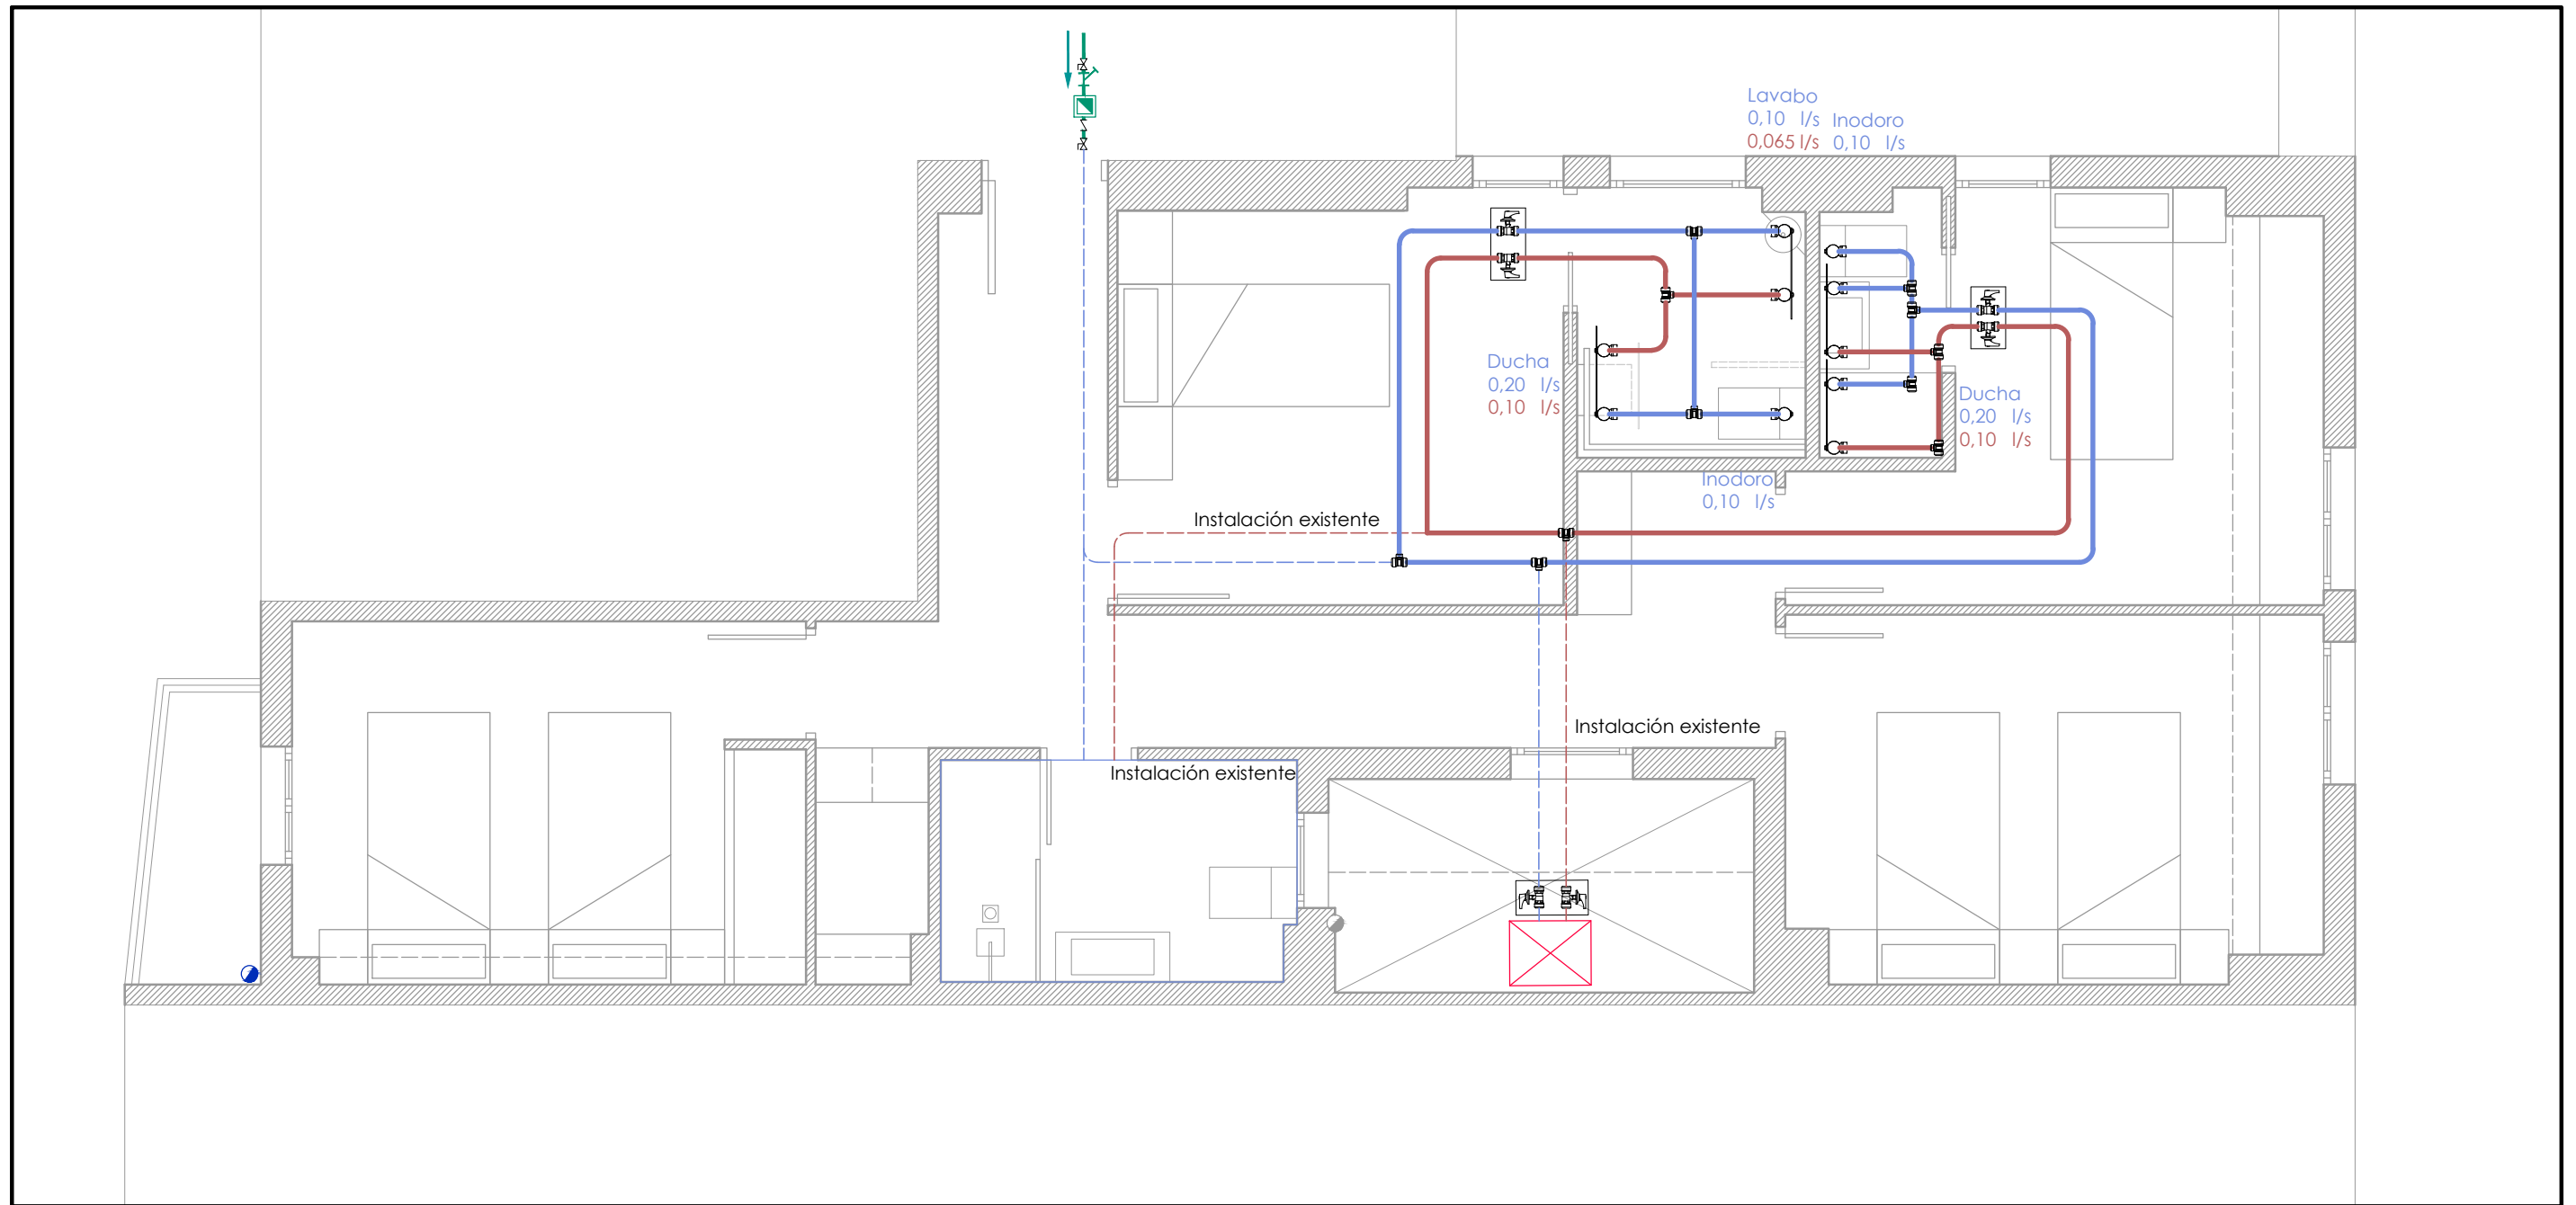 Lavabo
0,10 l/s
0,065 l/s
Inodoro
0,10 l/s
Ducha
0,20 l/s
0,10 l/s
Ducha
0,20 l/s
0,10 l/s
Inodoro
0,10 l/s
Instalación existente
Instalación existente
Instalación existente